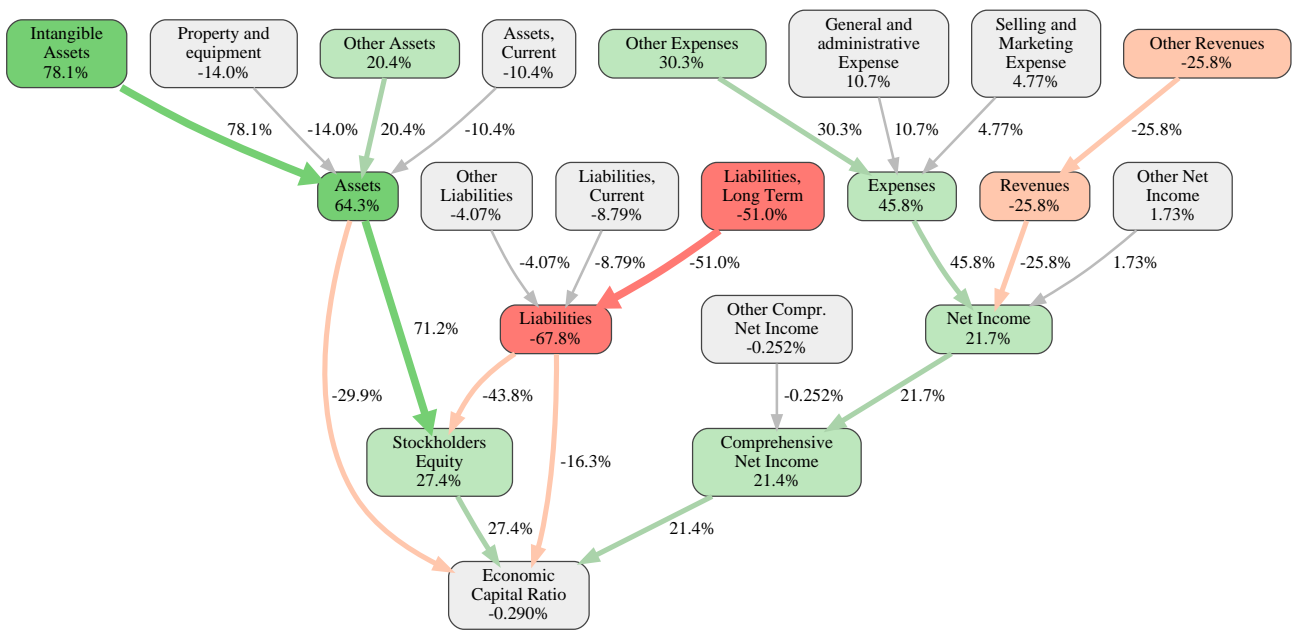 Intangible
Assets
78.1%
Property and
equipment
-14.0%
Other Assets
20.4%
Assets,
Current
-10.4%
Other Expenses
30.3%
General and
administrative
Expense
10.7%
Selling and
Marketing
Expense
4.77%
Other Revenues
-25.8%
78.1%
-14.0%
20.4%
-10.4%
30.3%
10.7%
4.77%
-25.8%
Assets
64.3%
Other
Liabilities
-4.07%
Liabilities,
Current
-8.79%
Liabilities,
Long Term
-51.0%
Expenses
45.8%
Revenues
-25.8%
Other Net
Income
1.73%
-4.07%
-8.79%
-51.0%
45.8%
-25.8%
1.73%
71.2%
Liabilities
-67.8%
Other Compr.
Net Income
-0.252%
Net Income
21.7%
-29.9%
-43.8%
-0.252%
21.7%
Stockholders
Equity
27.4%
-16.3%
Comprehensive
Net Income
21.4%
27.4%
21.4%
Economic
Capital Ratio
-0.290%